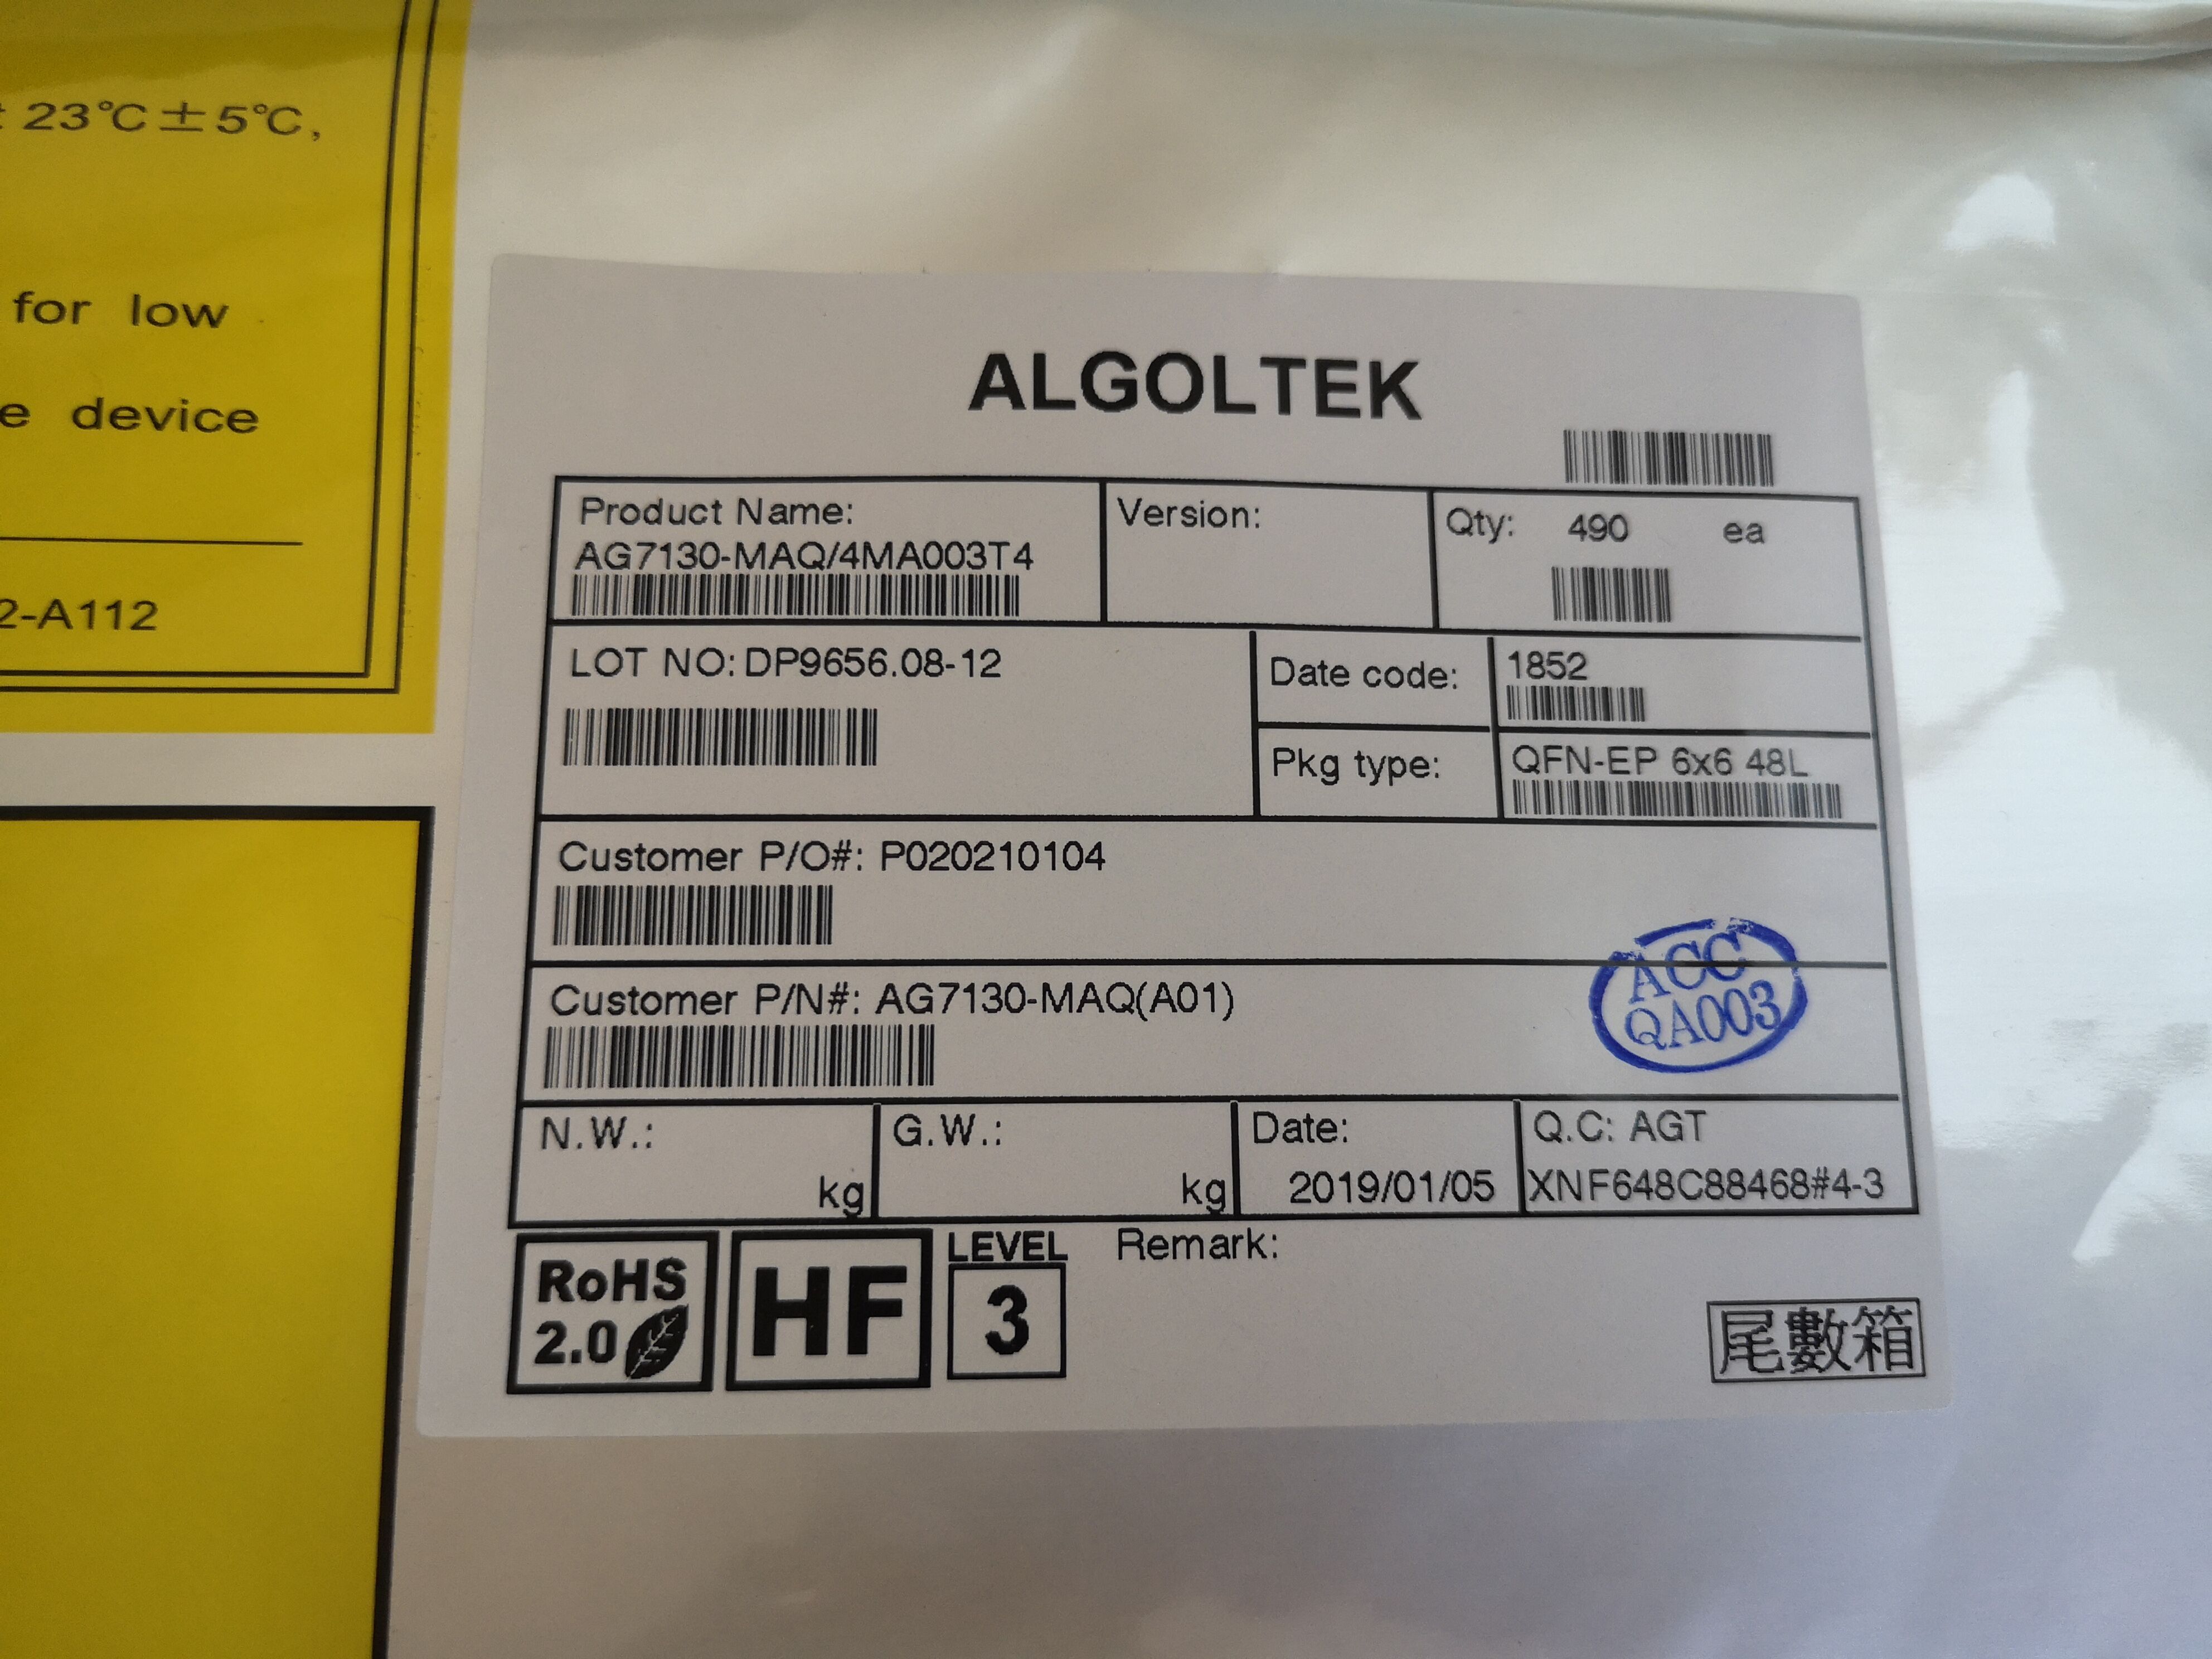 23℃±5℃,
for low
device
2-A112
ALGOLTEK
Product Name:
AG7130-MAQ/4MA003T4
Version:
Qty: 490 ea
LOT NO: DP9656.08-12
Date code: 1852
Pkg type: QFN-EP 6x6 48L
Customer P/O#: P020210104
Customer P/N#: AG7130-MAQ(A01)
ACC
QA003
N.W.:
kg
G.W.:
kg
Date:
2019/01/05
Q.C: AGT
XNF648C88468#4-3
RoHS
2.0
HF
LEVEL
3
Remark:
尾數箱